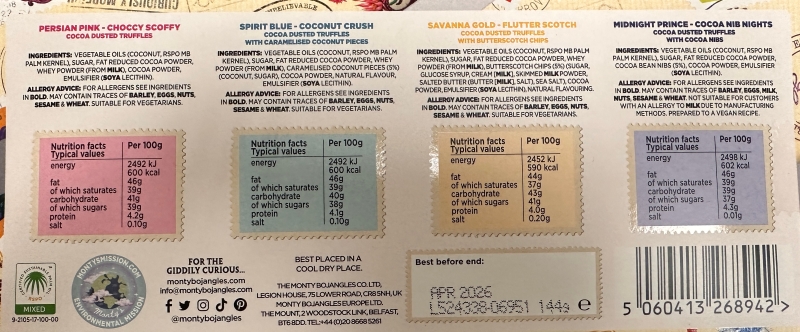 PERSIAN PINK - CHOCCY SCOFFY
COCOA DUSTED TRUFFLES
INGREDIENTS: VEGETABLE OILS (COCONUT, RSPO MB PALM
KERNEL), SUGAR, FAT REDUCED COCOA POWDER,
WHEY POWDER (FROM MILK), COCOA POWDER,
EMULSIFIER (SOYA LECITHIN).
ALLERGY ADVICE: FOR ALLERGENS SEE INGREDIENTS
IN BOLD. MAY CONTAIN TRACES OF BARLEY, EGGS, NUTS,
SESAME & WHEAT. SUITABLE FOR VEGETARIANS.
Nutrition facts Per 100g
Typical values
energy 2492 kJ
600 kcal
fat 46g
of which saturates 39g
carbohydrate 41g
of which sugars 39g
protein 4.2g
salt 0.10g
SPIRIT BLUE - COCONUT CRUSH
COCOA DUSTED TRUFFLES
WITH CARAMELISED COCONUT PIECES
INGREDIENTS: VEGETABLE OILS (COCONUT, RSPO MB
PALM KERNEL), SUGAR, FAT REDUCED COCOA POWDER, WHEY
POWDER (FROM MILK), CARAMELISED COCONUT PIECES (5%)
(COCONUT, SUGAR), COCOA POWDER, NATURAL FLAVOUR,
EMULSIFIER (SOYA LECITHIN).
ALLERGY ADVICE: FOR ALLERGENS SEE INGREDIENTS
IN BOLD. MAY CONTAIN TRACES OF BARLEY, EGGS, NUTS,
SESAME & WHEAT. SUITABLE FOR VEGETARIANS.
Nutrition facts Per 100g
Typical values
energy 2492 kJ
600 kcal
fat 46g
of which saturates 39g
carbohydrate 40g
of which sugars 38g
protein 4.1g
salt 0.10g
SAVANNA GOLD - FLUTTER SCOTCH
COCOA DUSTED TRUFFLES
WITH BUTTERSCOTCH CHIPS
INGREDIENTS: VEGETABLE OILS (COCONUT, RSPO MB PALM
KERNEL), SUGAR, FAT REDUCED COCOA POWDER, WHEY POWDER
(FROM MILK), BUTTERSCOTCH CHIPS (5%) (SUGAR,
GLUCOSE SYRUP, CREAM [MILK], SKIMMED MILK POWDER,
SALTED BUTTER (BUTTER [MILK], SALT), SEA SALT), COCOA
POWDER, EMULSIFIER (SOYA LECITHIN), NATURAL FLAVOURING.
ALLERGY ADVICE: FOR ALLERGENS SEE INGREDIENTS
IN BOLD. MAY CONTAIN TRACES OF BARLEY, EGGS, NUTS,
SESAME & WHEAT. SUITABLE FOR VEGETARIANS.
Nutrition facts Per 100g
Typical values
energy 2452 kJ
590 kcal
fat 44g
of which saturates 37g
carbohydrate 43g
of which sugars 41g
protein 4.0g
salt 0.20g
MIDNIGHT PRINCE - COCOA NIB NIGHTS
COCOA DUSTED TRUFFLES
WITH COCOA NIBS
INGREDIENTS: VEGETABLE OILS (COCONUT, RSPO MB
PALM KERNEL), SUGAR, FAT REDUCED COCOA POWDER,
COCOA BEAN NIBS (5%), COCOA POWDER, EMULSIFIER
(SOYA LECITHIN).
ALLERGY ADVICE: FOR ALLERGENS SEE INGREDIENTS
IN BOLD. MAY CONTAIN TRACES OF BARLEY, EGGS, MILK,
NUTS, SESAME & WHEAT NOT SUITABLE FOR CUSTOMERS
WITH AN ALLERGY TO MILK DUE TO MANUFACTURING
METHODS. PREPARED TO A VEGAN RECIPE.
Nutrition facts Per 100g
Typical values
energy 2498 kJ
602 kcal
fat 46g
of which saturates 39g
carbohydrate 39g
of which sugars 37g
protein 4.3g
salt 0.01g
RSPO
MIXED
9-2105-17-100-00
MONTYSMISSION.COM
Monty
ENVIRONMENTAL MISSION
FOR THE
GIDDILY CURIOUS...
montybojangles.com
info@montybojangles.com
@montybojangles
BEST PLACED IN A
COOL DRY PLACE.
THE MONTY BOJANGLES CO. LTD,
LEGION HOUSE, 75 LOWER ROAD, CR8 5NH, UK
MONTY BOJANGLES EUROPE LTD.
THE MOUNT, 2 WOODSTOCK LINK, BELFAST,
BT6 8DD. TEL:+44 (0)20 8668 5261
Best before end:
APR 2026
L524338-06951 144g e
5 060413 268942 >